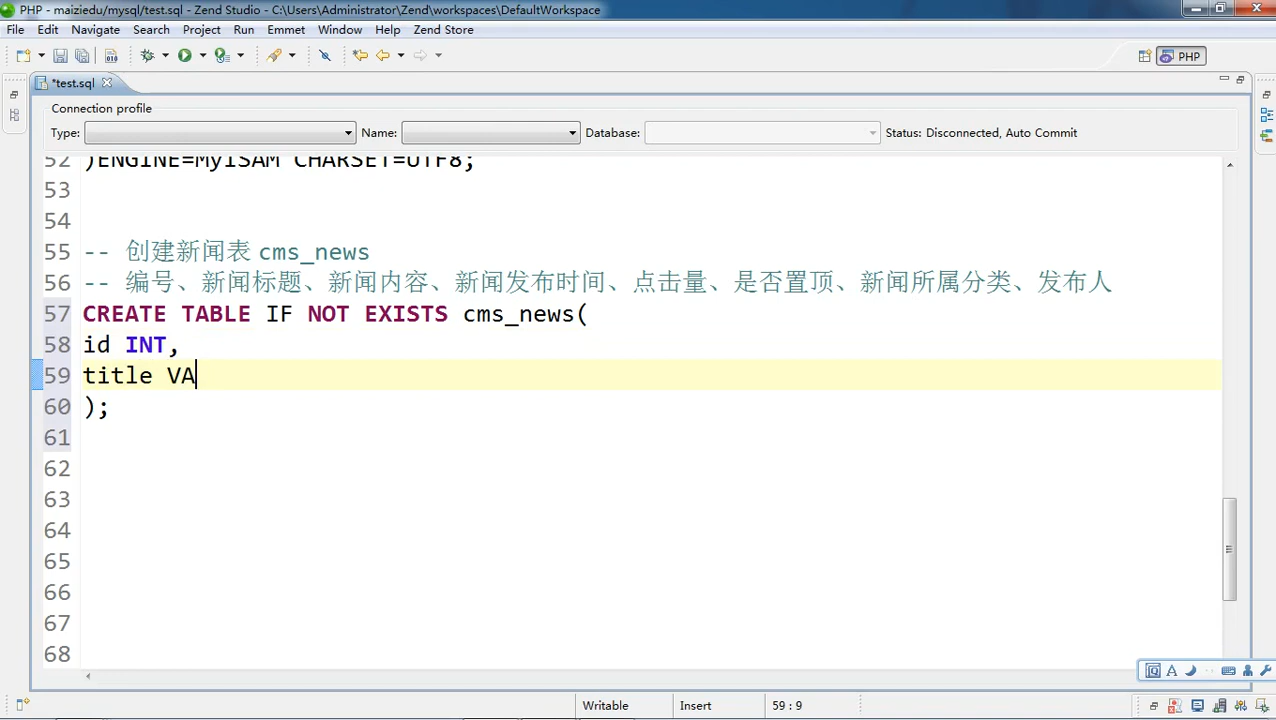 PHP - maiziedu/mysql/test.sql - Zend Studio - C:\Users\Administrator\Zend\workspaces\DefaultWorkspace
File Edit Navigate Search Project Run Emmet Window Help Zend Store
PHP
*test.sql
Connection profile
Type: Name: Database: Status: Disconnected, Auto Commit
52 )ENGINE=MyISAM CHARSET=UTF8;
53
54
55 -- 创建新闻表 cms_news
56 -- 编号、新闻标题、新闻内容、新闻发布时间、点击量、是否置顶、新闻所属分类、发布人
57 CREATE TABLE IF NOT EXISTS cms_news(
58 id INT,
59 title VA
60 );
61
62
63
64
65
66
67
68
Writable Insert 59 : 9